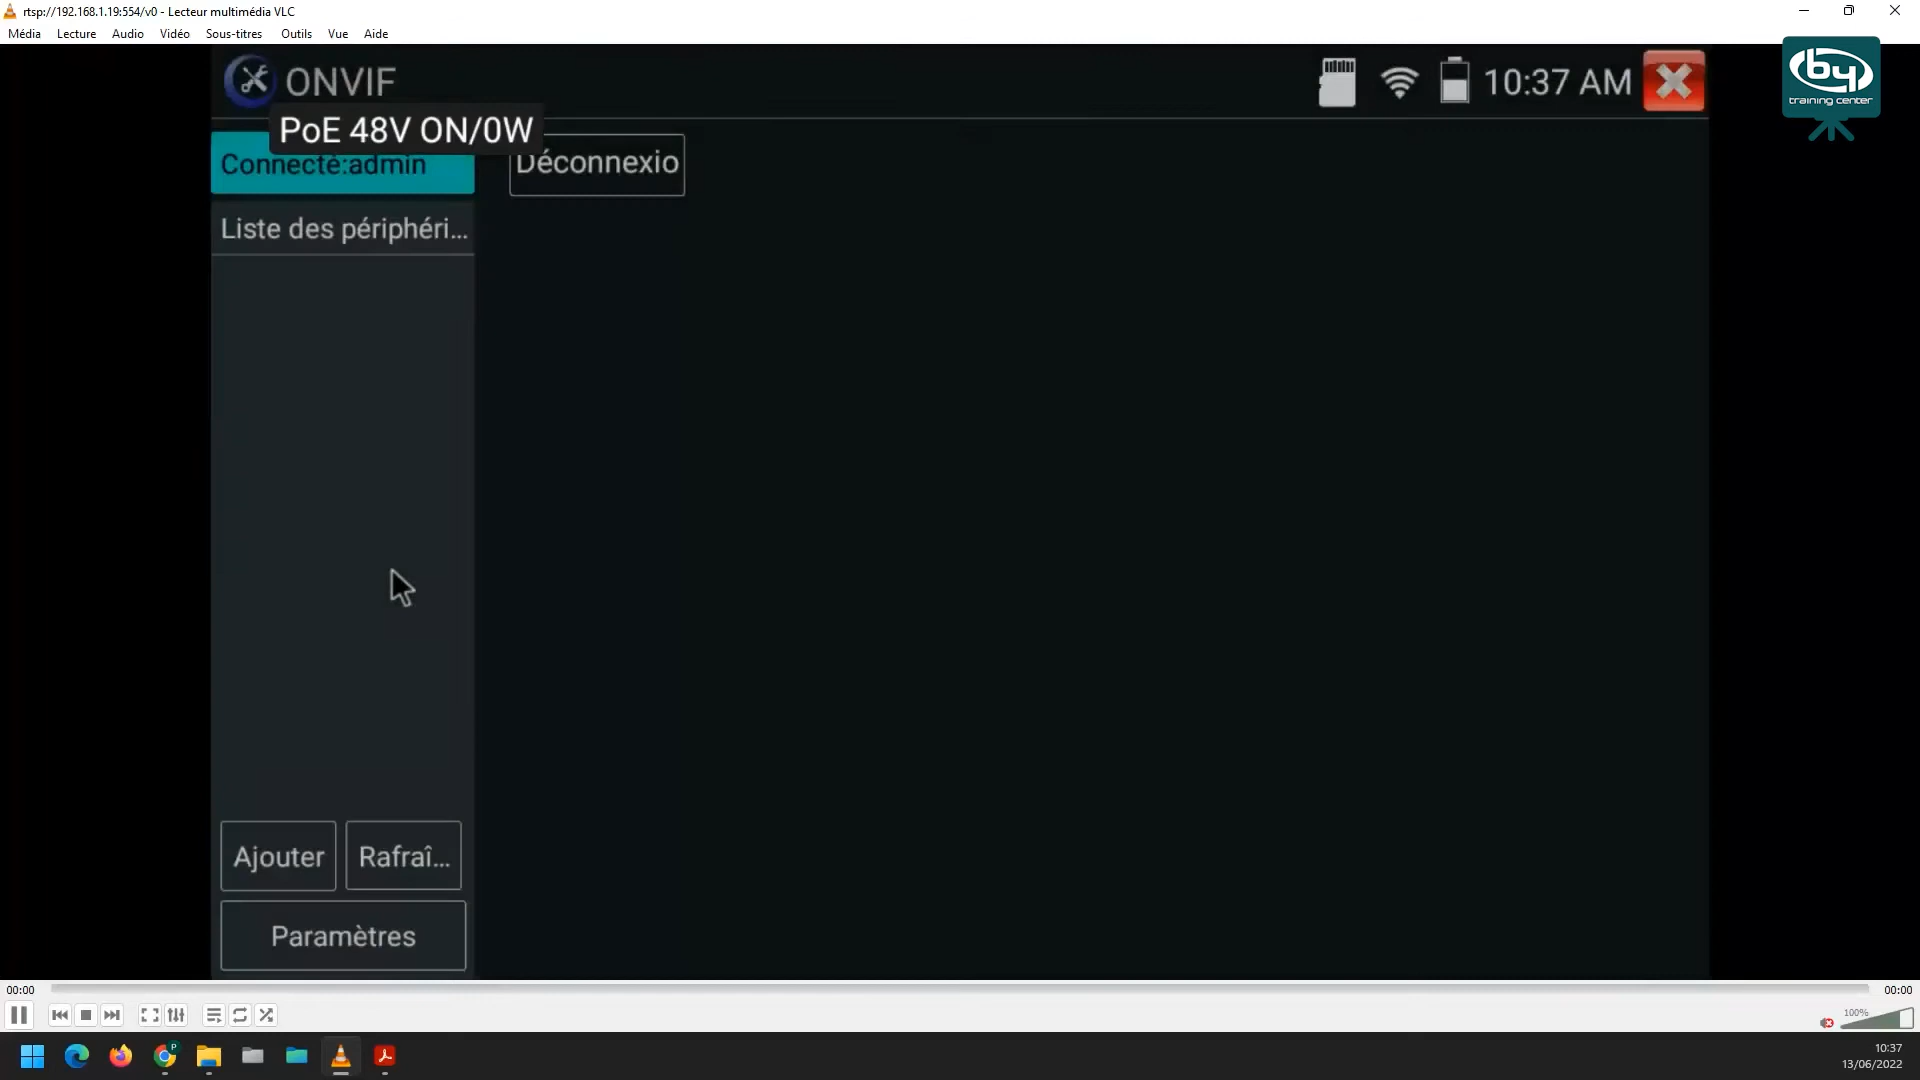 rtsp://192.168.1.19:554/v0 - Lecteur multimédia VLC
Média Lecture Audio Vidéo Sous-titres Outils Vue Aide
by
training center
ONVIF
10:37 AM
PoE 48V ON/0W
Connecté:admin
Déconnexio
Liste des périphéri...
Ajouter
Rafraî...
Paramètres
00:00
00:00
100%
P
10:37
13/06/2022